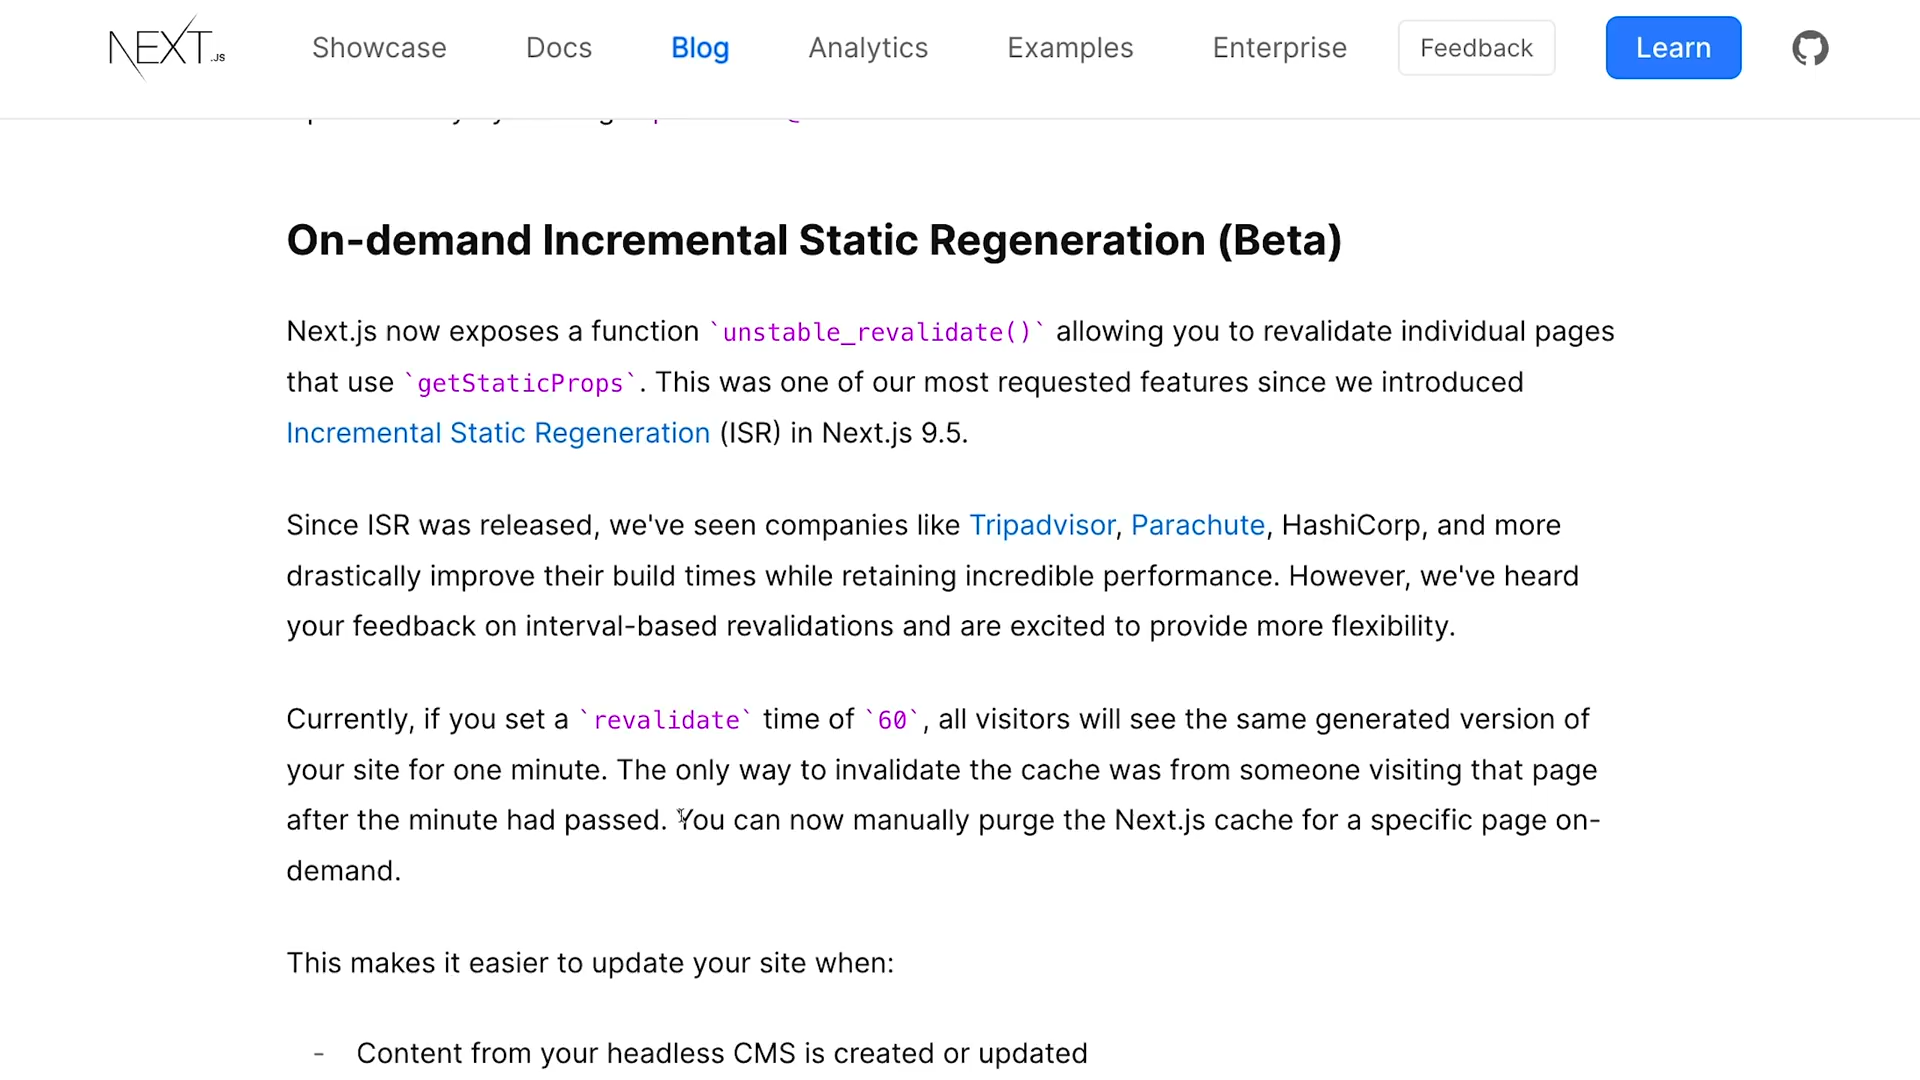 NEXT.JS Showcase Docs Blog Analytics Examples Enterprise Feedback Learn
On-demand Incremental Static Regeneration (Beta)
Next.js now exposes a function `unstable_revalidate()` allowing you to revalidate individual pages
that use `getStaticProps`. This was one of our most requested features since we introduced
Incremental Static Regeneration (ISR) in Next.js 9.5.
Since ISR was released, we've seen companies like Tripadvisor, Parachute, HashiCorp, and more
drastically improve their build times while retaining incredible performance. However, we've heard
your feedback on interval-based revalidations and are excited to provide more flexibility.
Currently, if you set a `revalidate` time of `60`, all visitors will see the same generated version of
your site for one minute. The only way to invalidate the cache was from someone visiting that page
after the minute had passed. You can now manually purge the Next.js cache for a specific page on-
demand.
This makes it easier to update your site when:
- Content from your headless CMS is created or updated